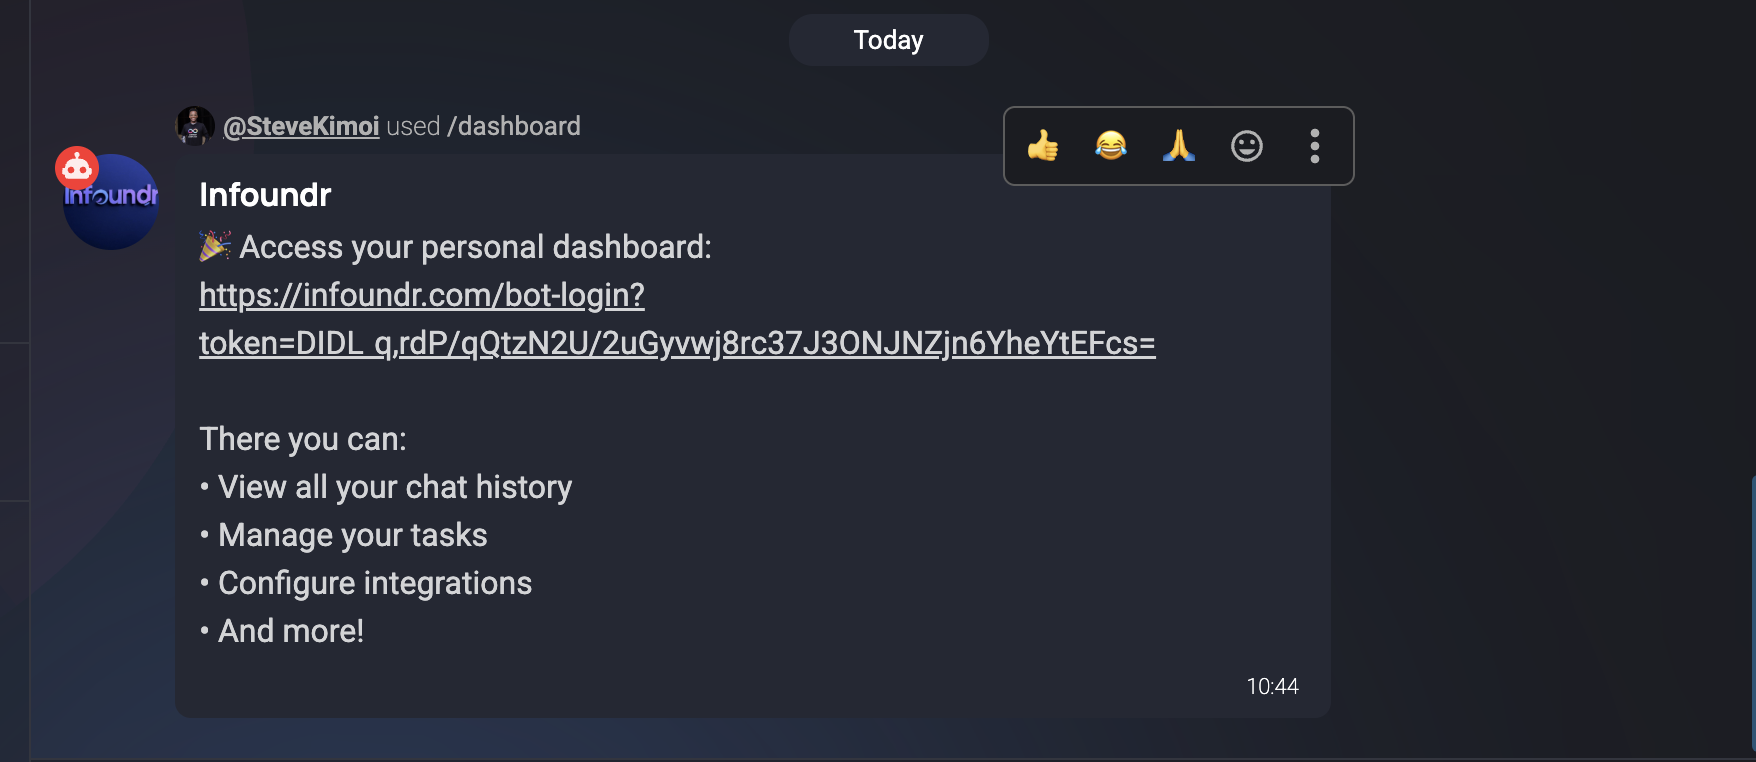 Today
@SteveKimoi used /dashboard
Infoundr
Infoundr
🎉 Access your personal dashboard:
https://infoundr.com/bot-login?
token=DIDL q,rdP/qQtzN2U/2uGyvwj8rc37J3ONJNZjn6YheYtEFcs=
There you can:
• View all your chat history
• Manage your tasks
• Configure integrations
• And more!
10:44